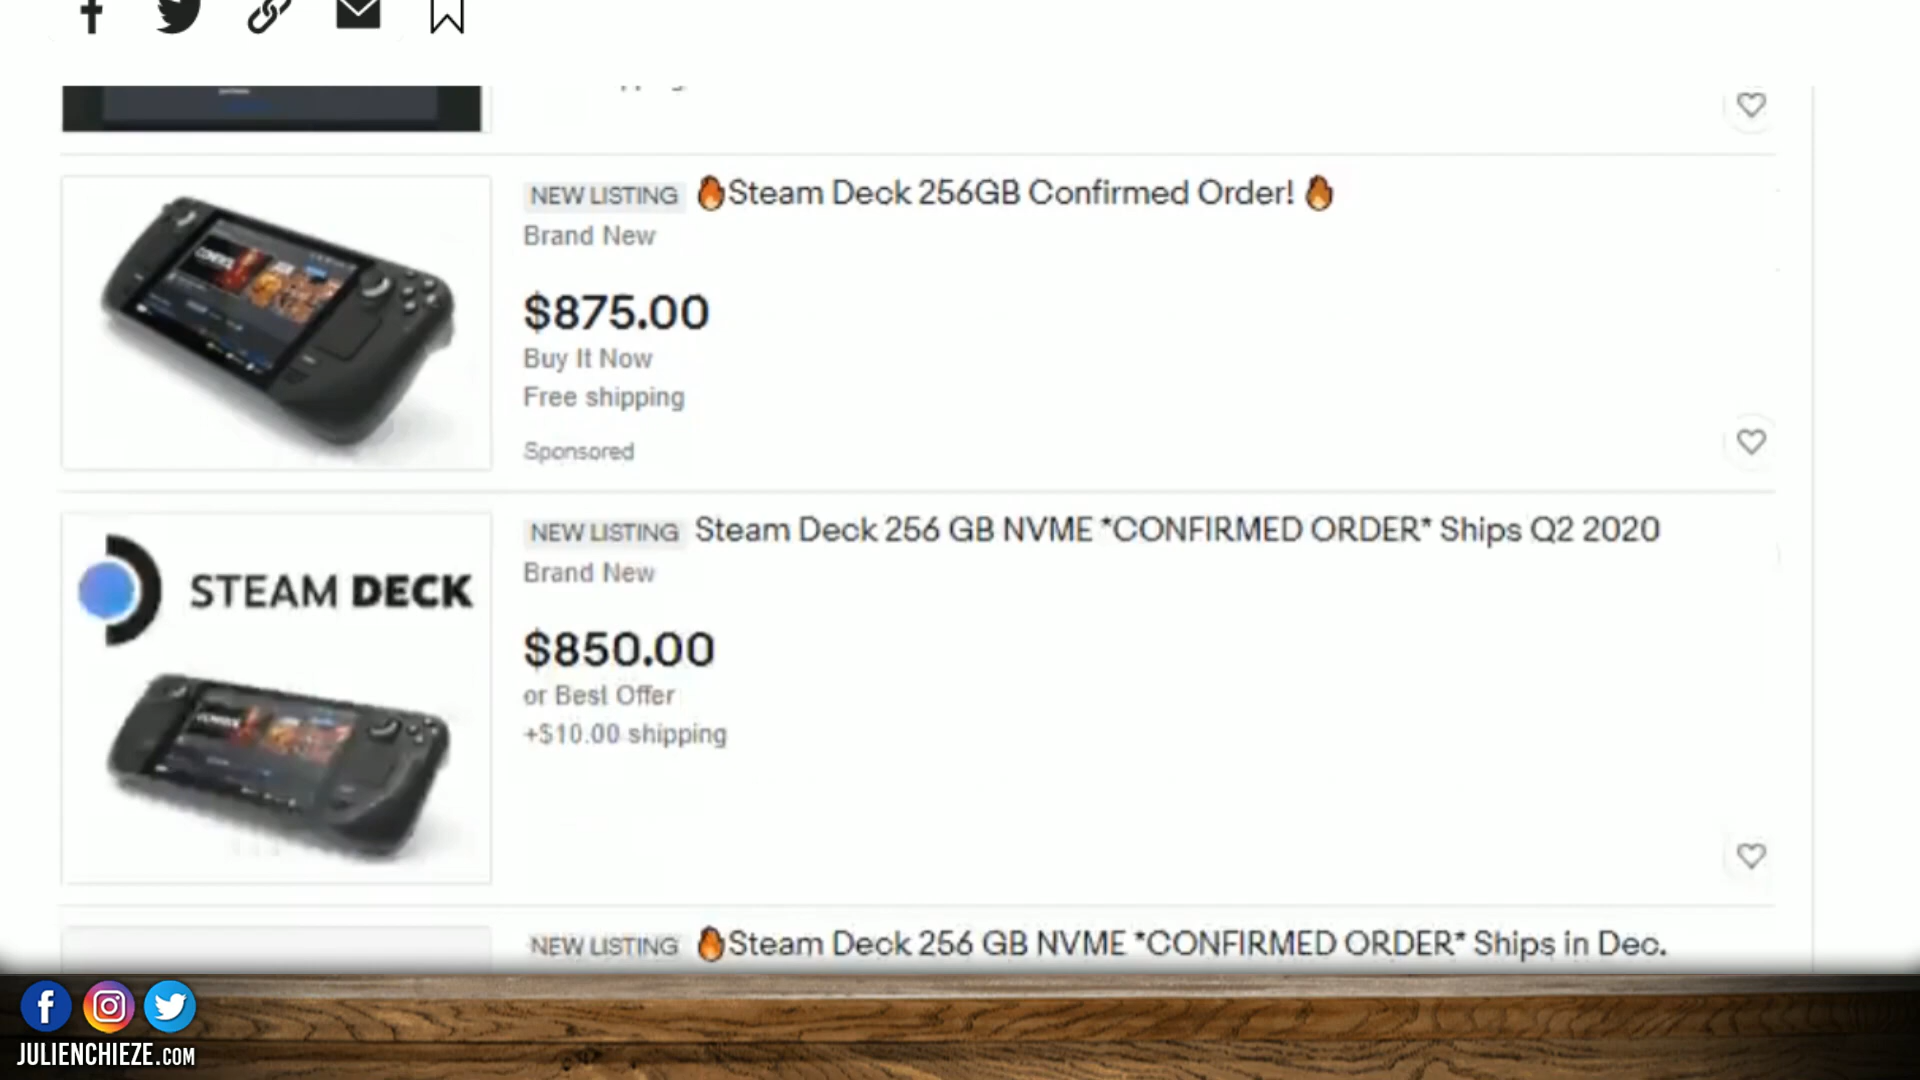 NEW LISTING 🔥Steam Deck 256GB Confirmed Order! 🔥
Brand New
$875.00
Buy It Now
Free shipping
Sponsored
STEAM DECK
NEW LISTING Steam Deck 256 GB NVME *CONFIRMED ORDER* Ships Q2 2020
Brand New
$850.00
or Best Offer
+$10.00 shipping
NEW LISTING 🔥Steam Deck 256 GB NVME *CONFIRMED ORDER* Ships in Dec.
JULIENCHIEZE.COM